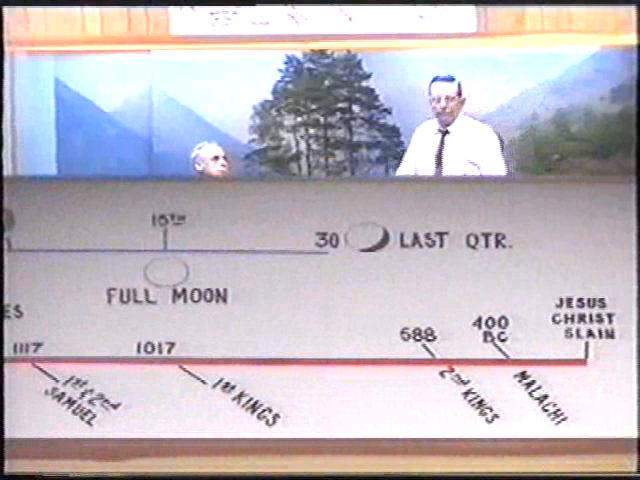 15TH
30
LAST QTR.
FULL MOON
ES
JESUS
CHRIST
SLAIN
1117
1017
688
400
BC
1ST & 2nd
SAMUEL
1ST KINGS
2nd KINGS
MALACHI